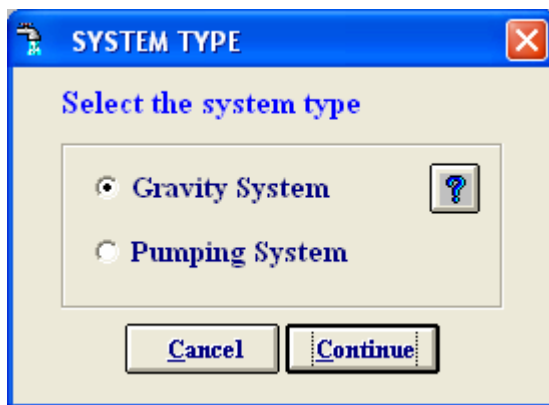 SYSTEM TYPE
Select the system type
Gravity System
?
Pumping System
Cancel Continue